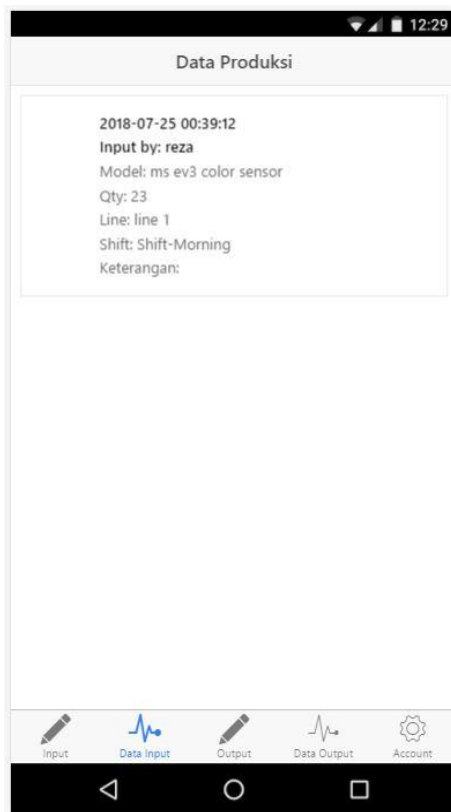 12:29
Data Produksi
2018-07-25 00:39:12
Input by: reza
Model: ms ev3 color sensor
Qty: 23
Line: line 1
Shift: Shift-Morning
Keterangan:
Input
Data Input
Output
Data Output
Account